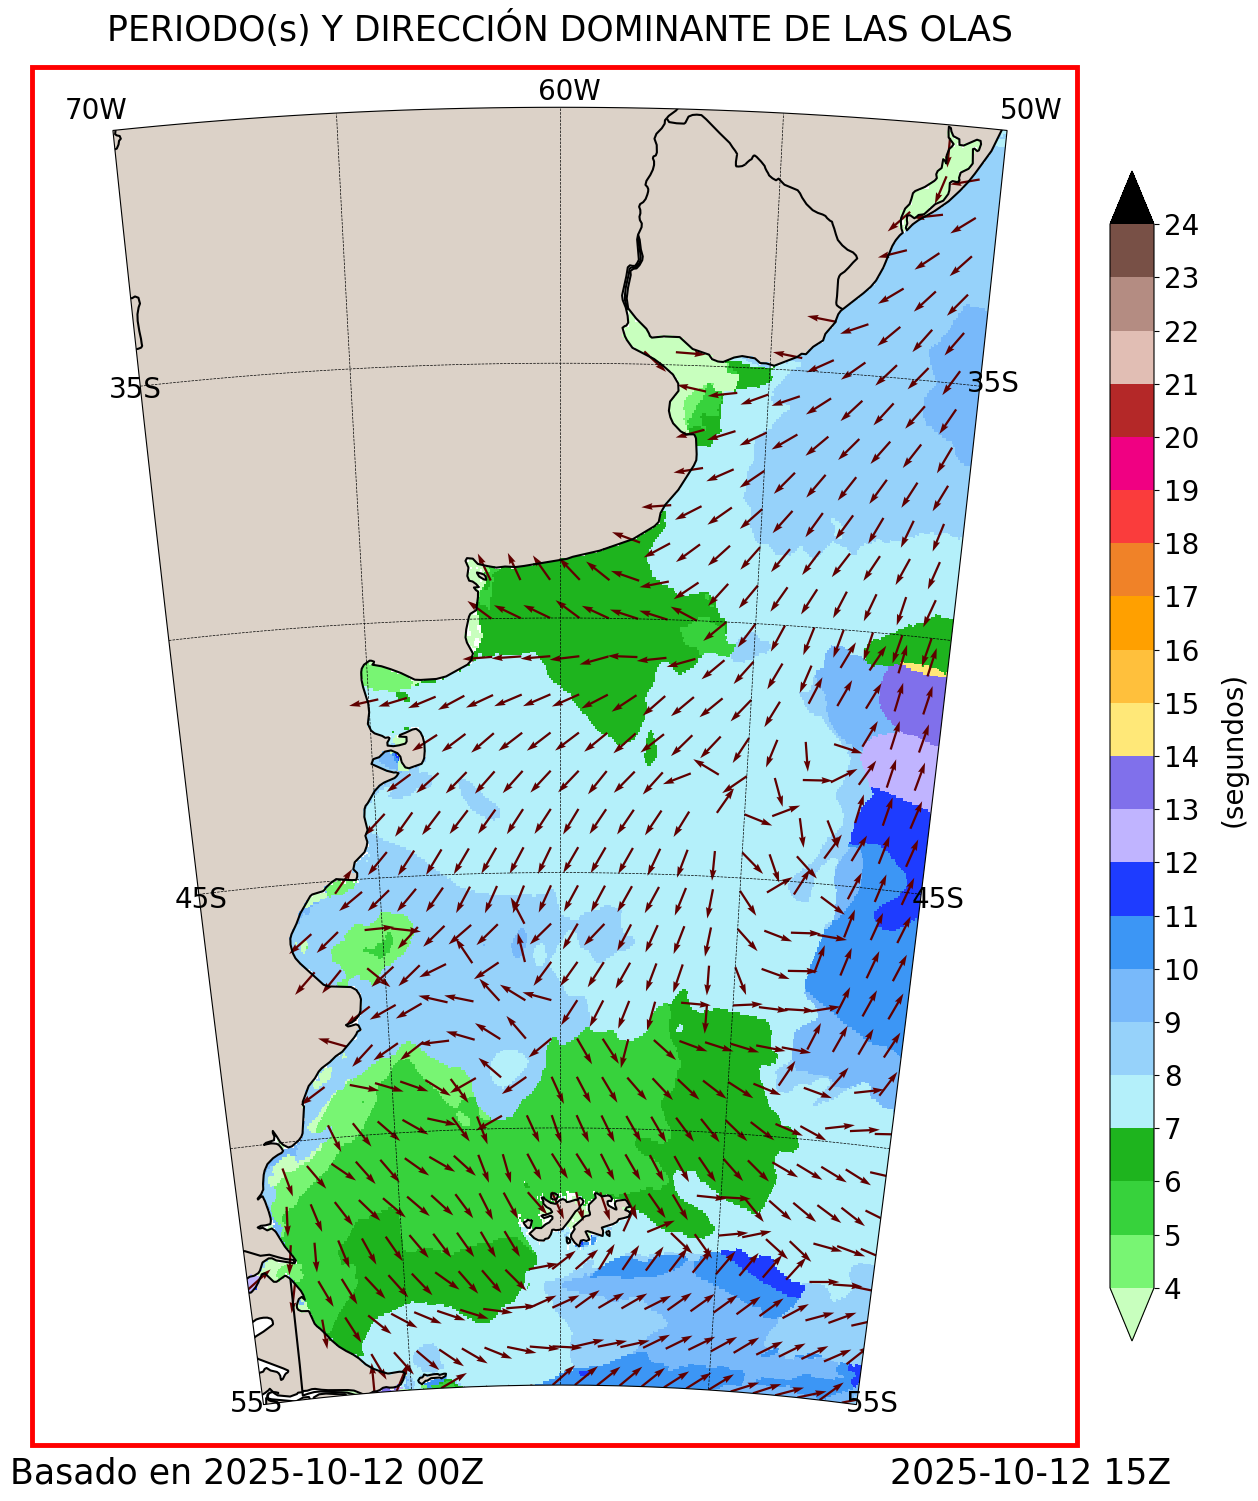 PERIODO(s) Y DIRECCIÓN DOMINANTE DE LAS OLAS
70W
60W
50W
35S
35S
45S
45S
55S
55S
24
23
22
21
20
19
18
17
16
15
14
13
12
11
10
9
8
7
6
5
4
(segundos)
Basado en 2025-10-12 00Z
2025-10-12 15Z